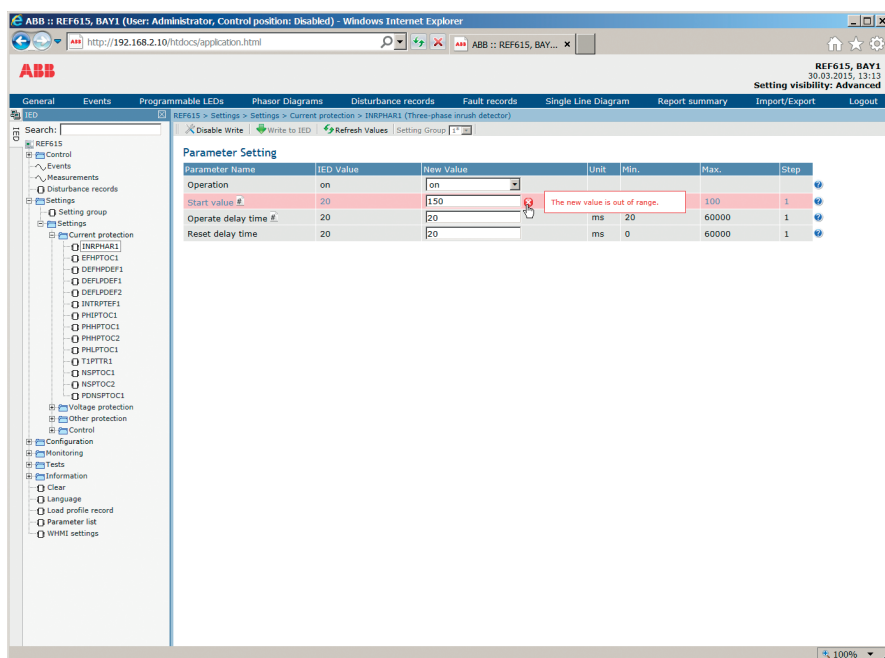 ABB :: REF615, BAY1 (User: Administrator, Control position: Disabled) - Windows Internet Explorer
http://192.168.2.10/htdocs/application.html
ABB :: REF615, BAY...
ABB
REF615, BAY1
30.03.2015, 13:13
Setting visibility: Advanced
General Events Programmable LEDs Phasor Diagrams Disturbance records Fault records Single Line Diagram Report summary Import/Export Logout
IED
REF615 > Settings > Settings > Current protection > INRPHAR1 (Three-phase inrush detector)
IED
Search:
Disable Write Write to IED Refresh Values Setting Group 1*
REF615
Control
Events
Measurements
Disturbance records
Settings
Setting group
Settings
Current protection
INRPHAR1
EFHPTOC1
DEFHPDEF1
DEFLPDEF1
DEFLPDEF2
INTRPTEF1
PHIPTOC1
PHHPTOC1
PHHPTOC2
PHLPTOC1
T1PTTR1
NSPTOC1
NSPTOC2
PDNSPTOC1
Voltage protection
Other protection
Control
Configuration
Monitoring
Tests
Information
Clear
Language
Load profile record
Parameter list
WHMI settings
Parameter Setting
Parameter Name IED Value New Value Unit Min. Max. Step
Operation on on
Start value # 20 150 The new value is out of range. 100 1
Operate delay time # 20 20 ms 20 60000 1
Reset delay time 20 20 ms 0 60000 1
100%